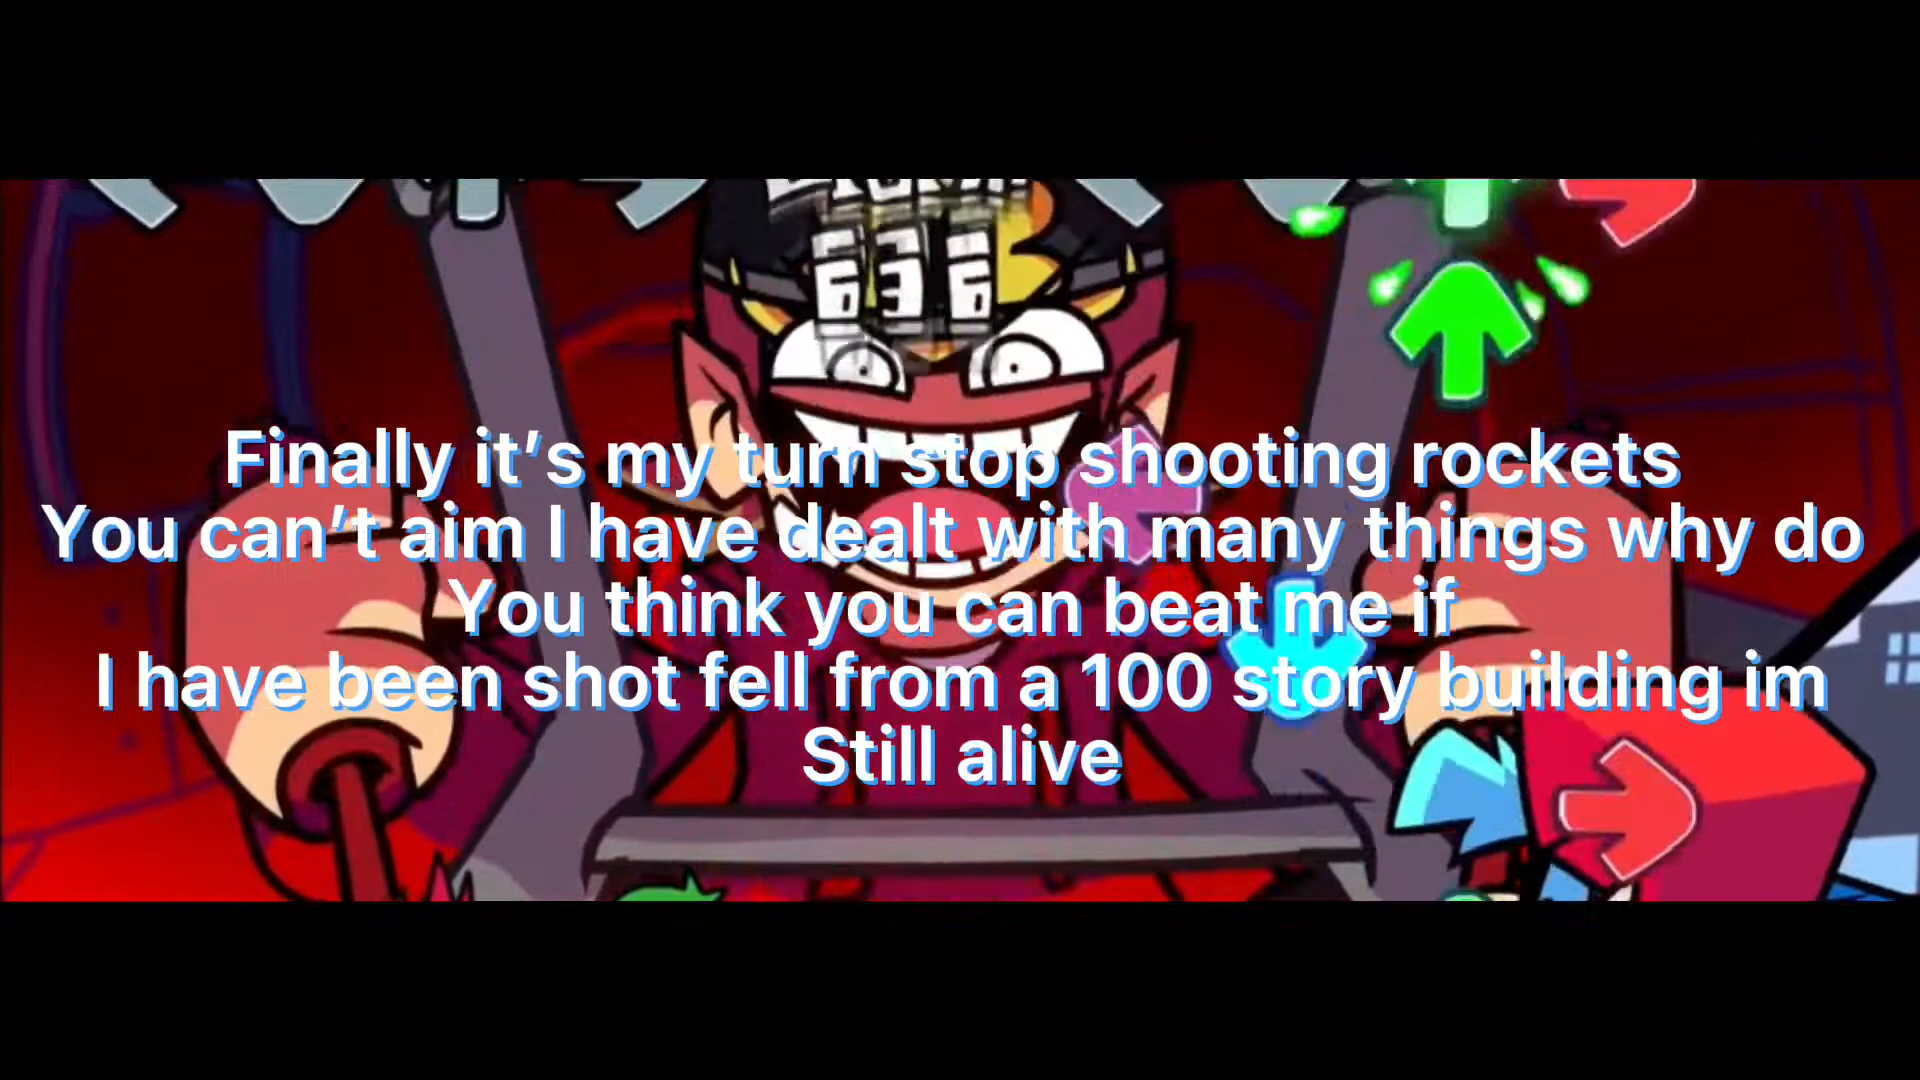 636
Finally it’s my turn stop shooting rockets
You can’t aim I have dealt with many things why do
You think you can beat me if
I have been shot fell from a 100 story building im
Still alive